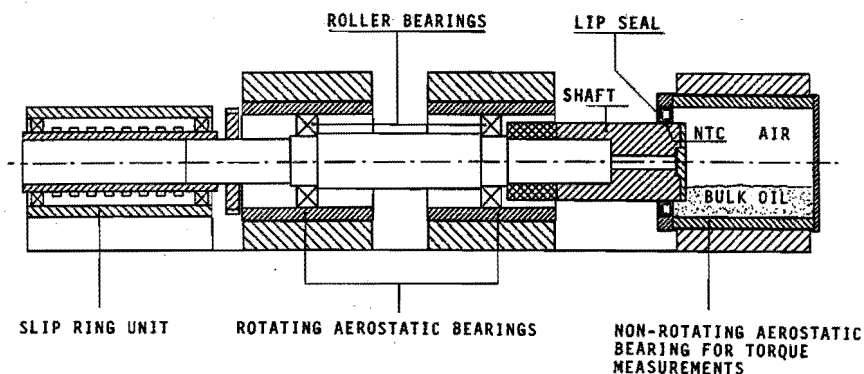 ROLLER BEARINGS
LIP SEAL
SHAFT
NTC
AIR
BULK OIL
SLIP RING UNIT
ROTATING AEROSTATIC BEARINGS
NON-ROTATING AEROSTATIC
BEARING FOR TORQUE
MEASUREMENTS